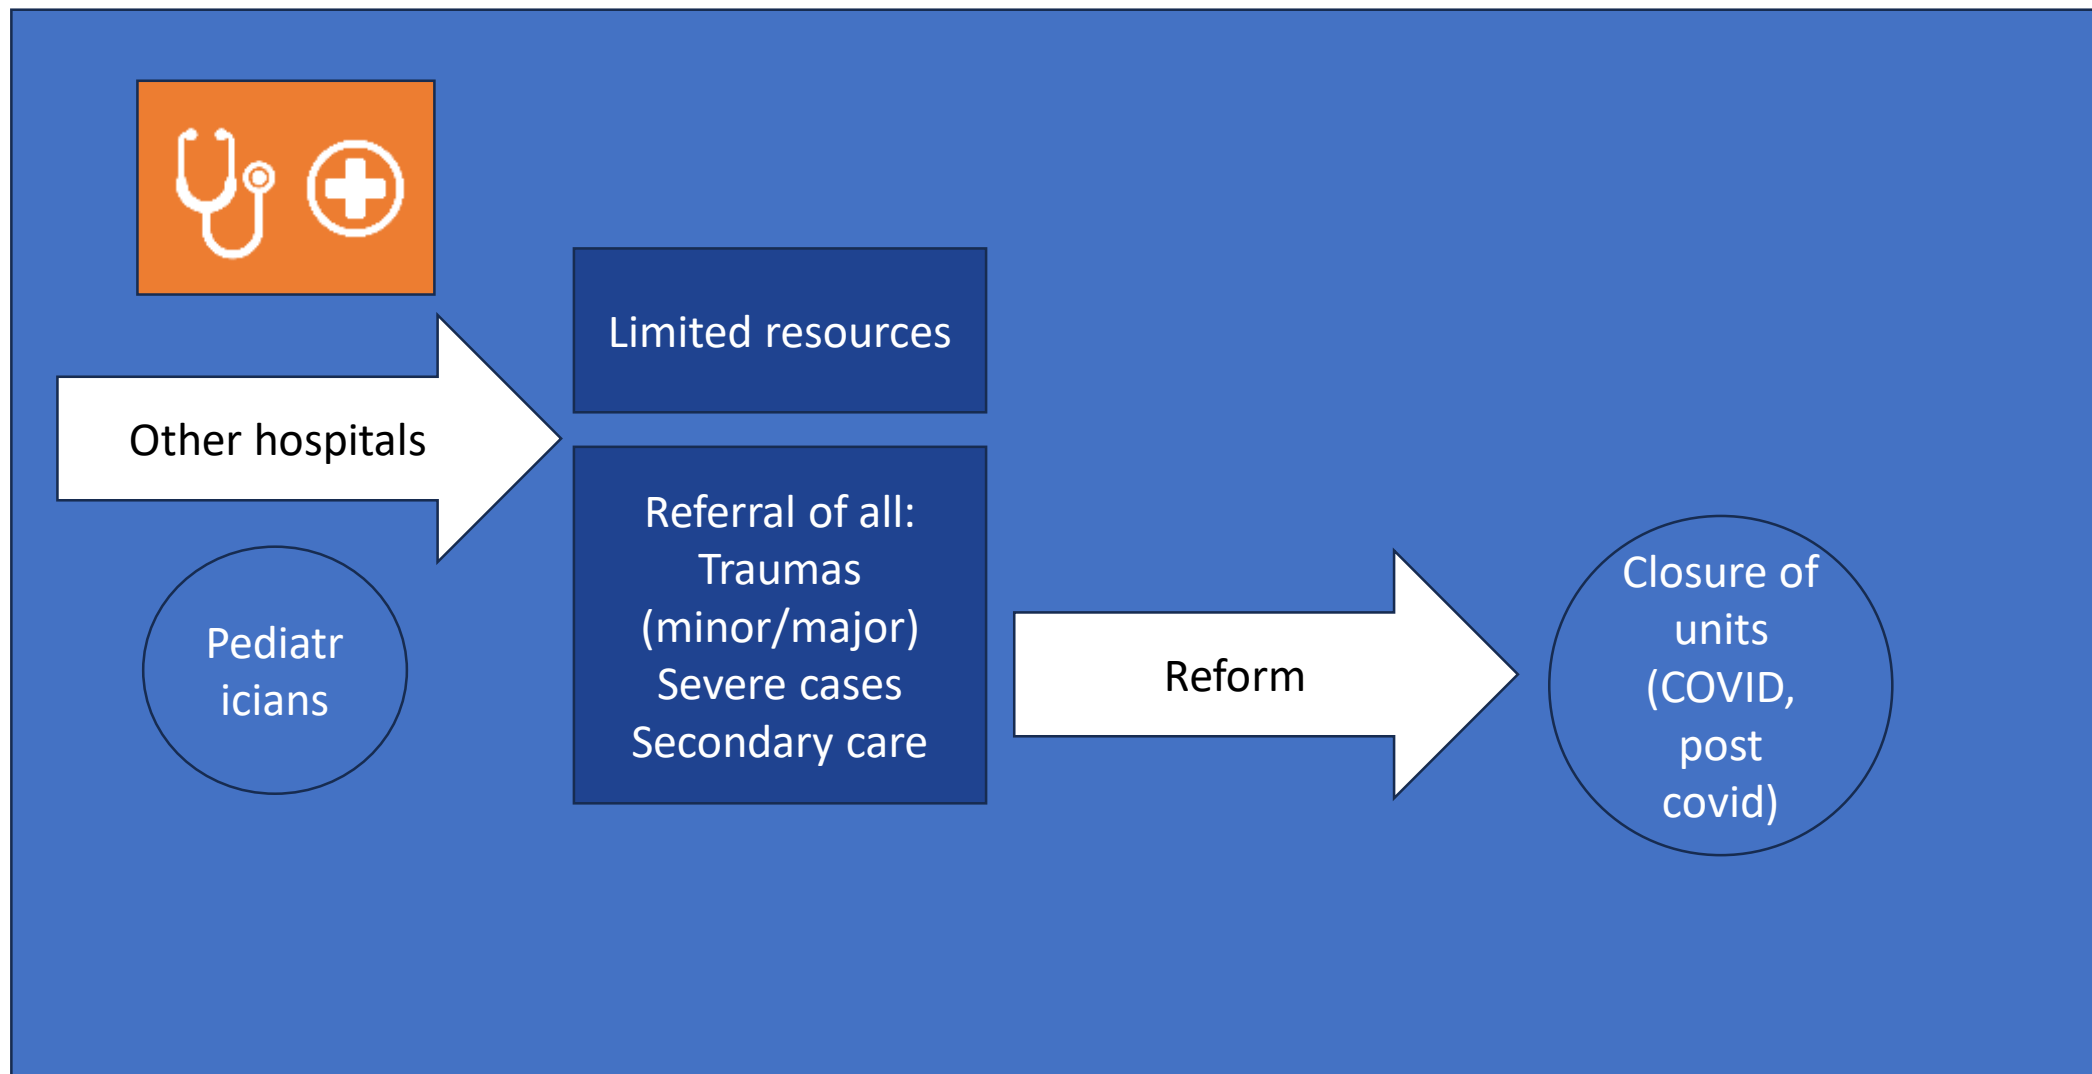 Limited resources
Other hospitals
Referral of all:
Traumas
(minor/major)
Severe cases
Secondary care
Pediatr
icians
Reform
Closure of
units
(COVID,
post
covid)